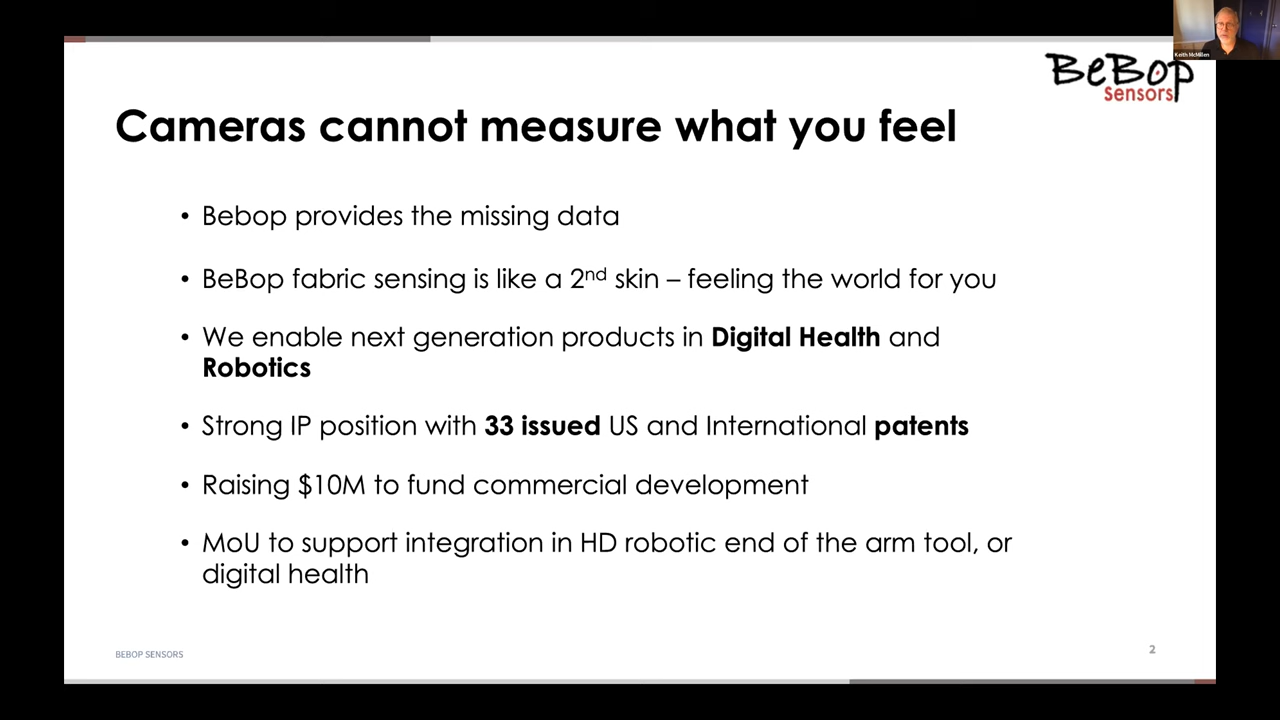 Keith McMillen
BeBop
Sensors
Cameras cannot measure what you feel
• Bebop provides the missing data
• BeBop fabric sensing is like a 2nd skin – feeling the world for you
• We enable next generation products in Digital Health and
Robotics
• Strong IP position with 33 issued US and International patents
• Raising $10M to fund commercial development
• MoU to support integration in HD robotic end of the arm tool, or
digital health
BEBOP SENSORS
2